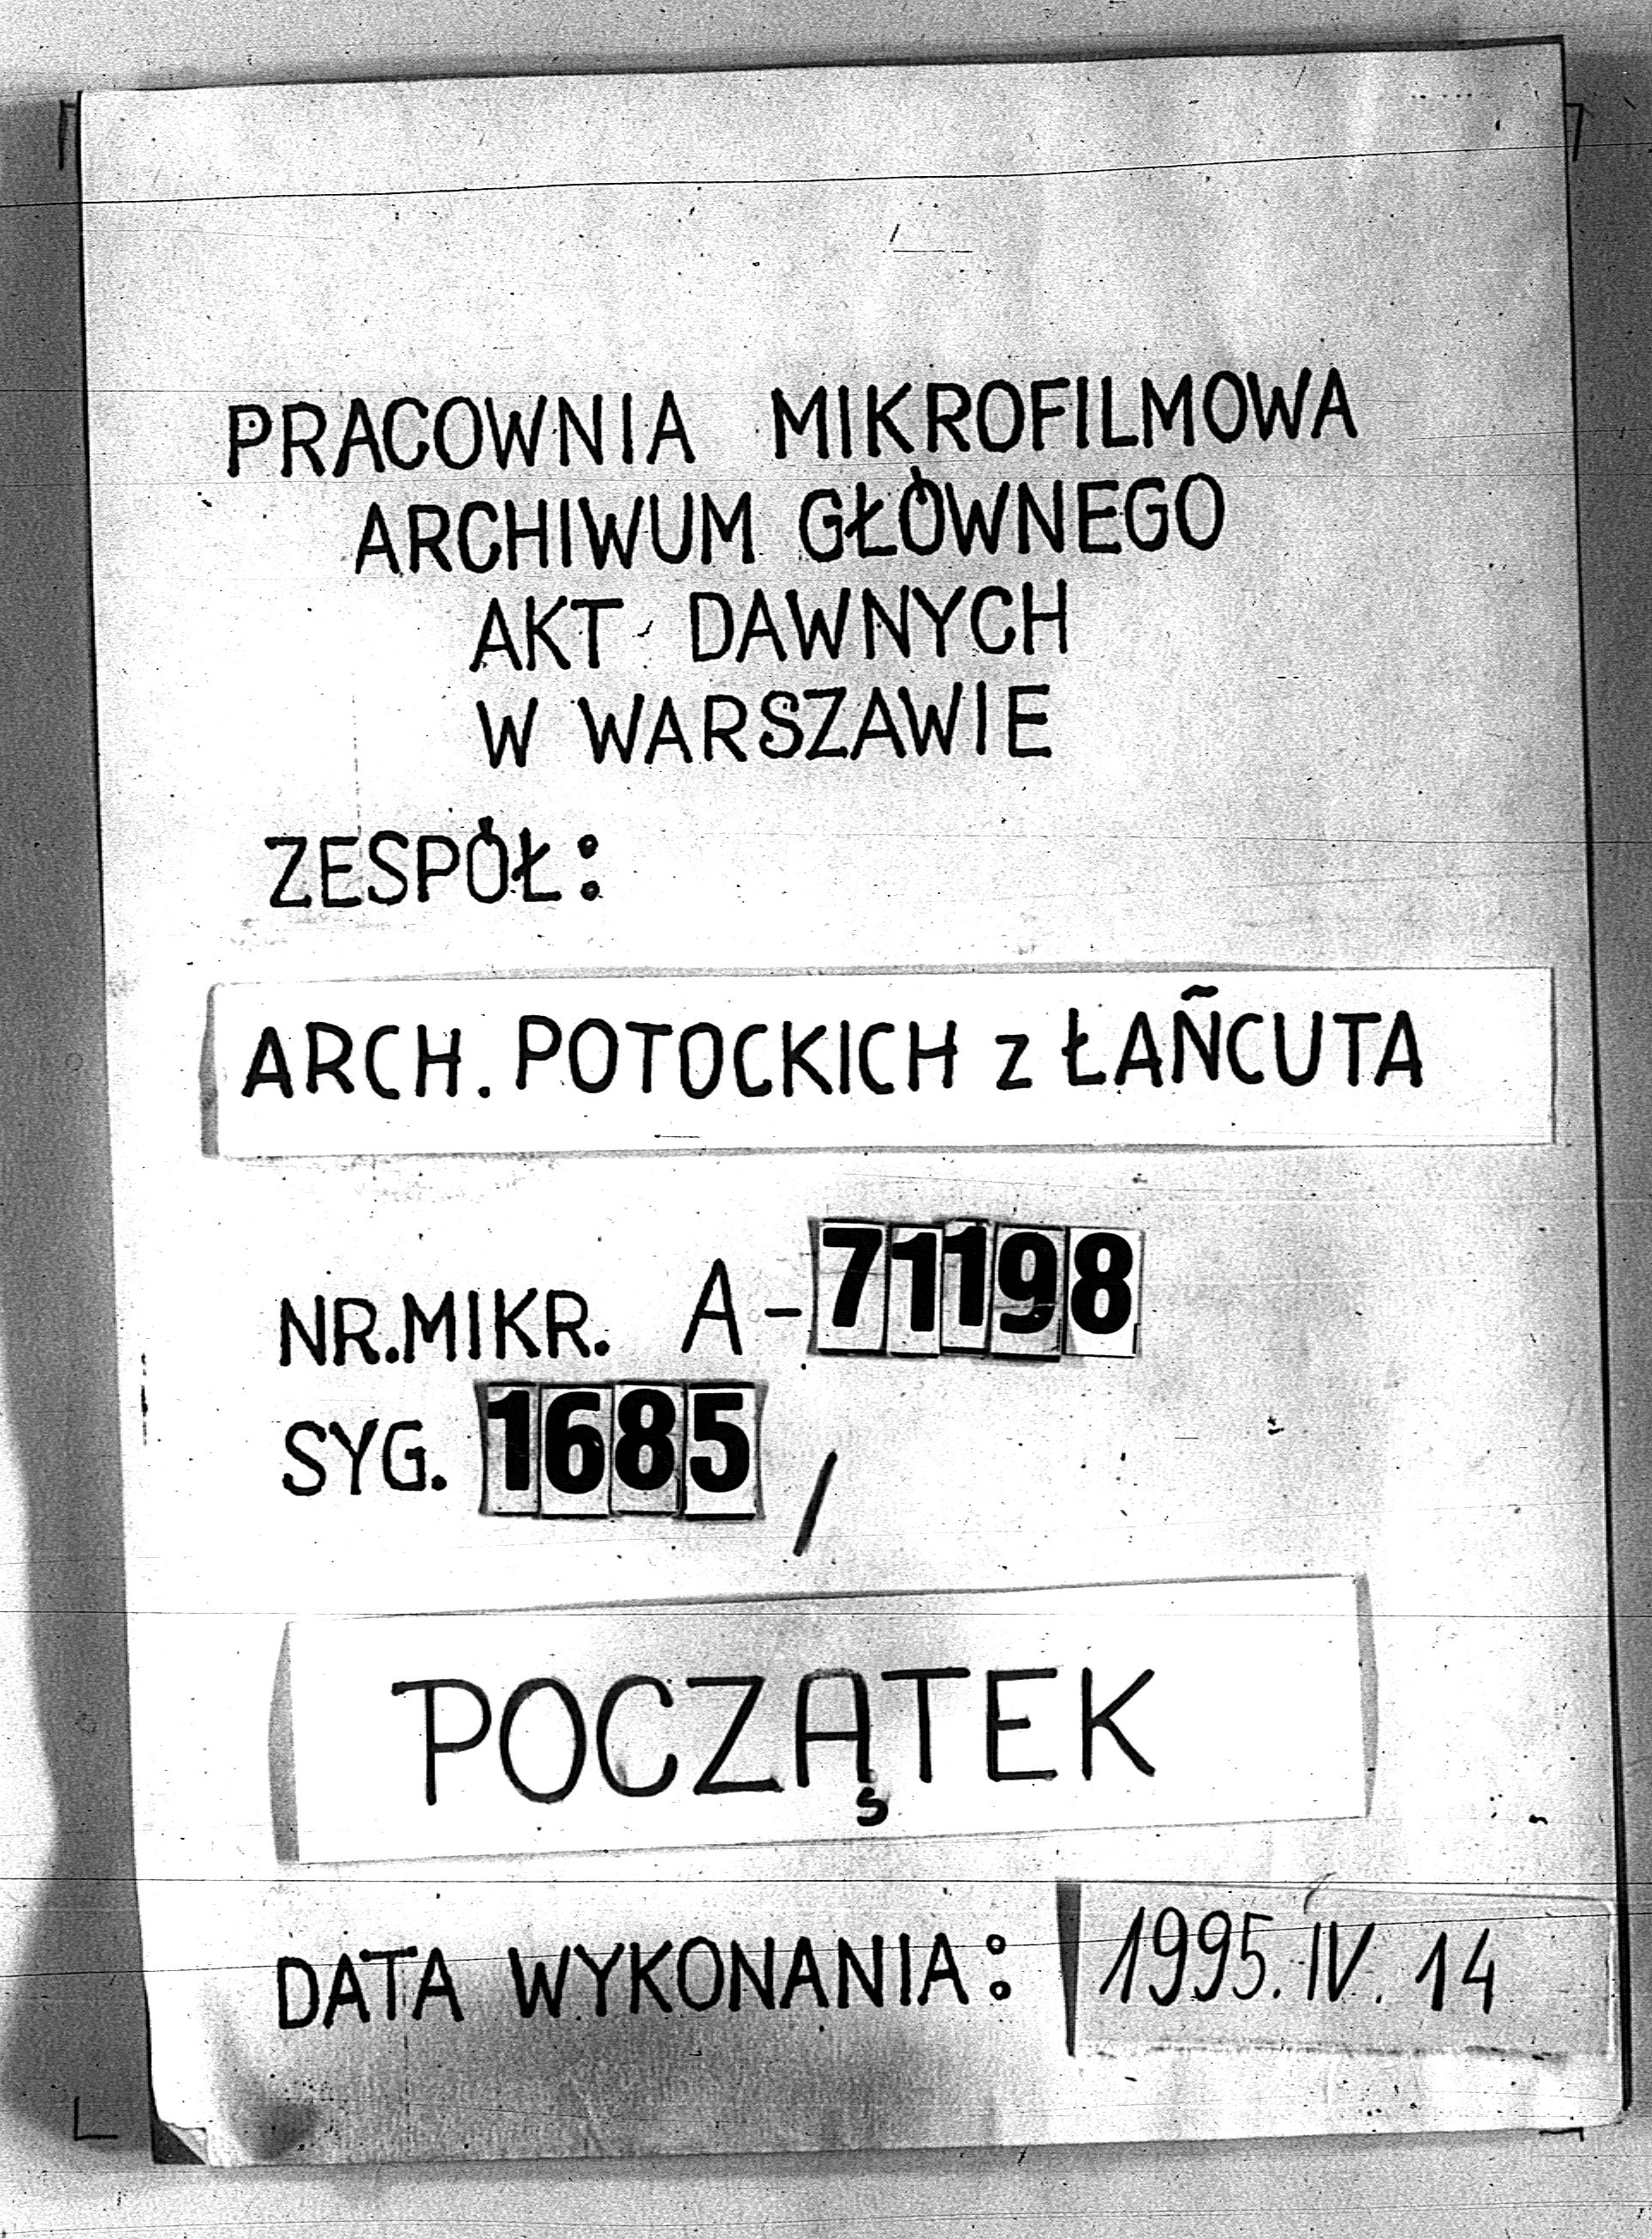 PRACOWNIA MIKROFILMOWA
ARCHIWUM GŁÓWNEGO
AKT DAWNYCH
W WARSZAWIE
ZESPÓŁ:
ARCH. POTOCKICH z ŁAŃCUTA
NR.MIKR. A-71198
SYG. 1685 /
POCZĄTEK
DATA WYKONANIA: 1995.IV.14